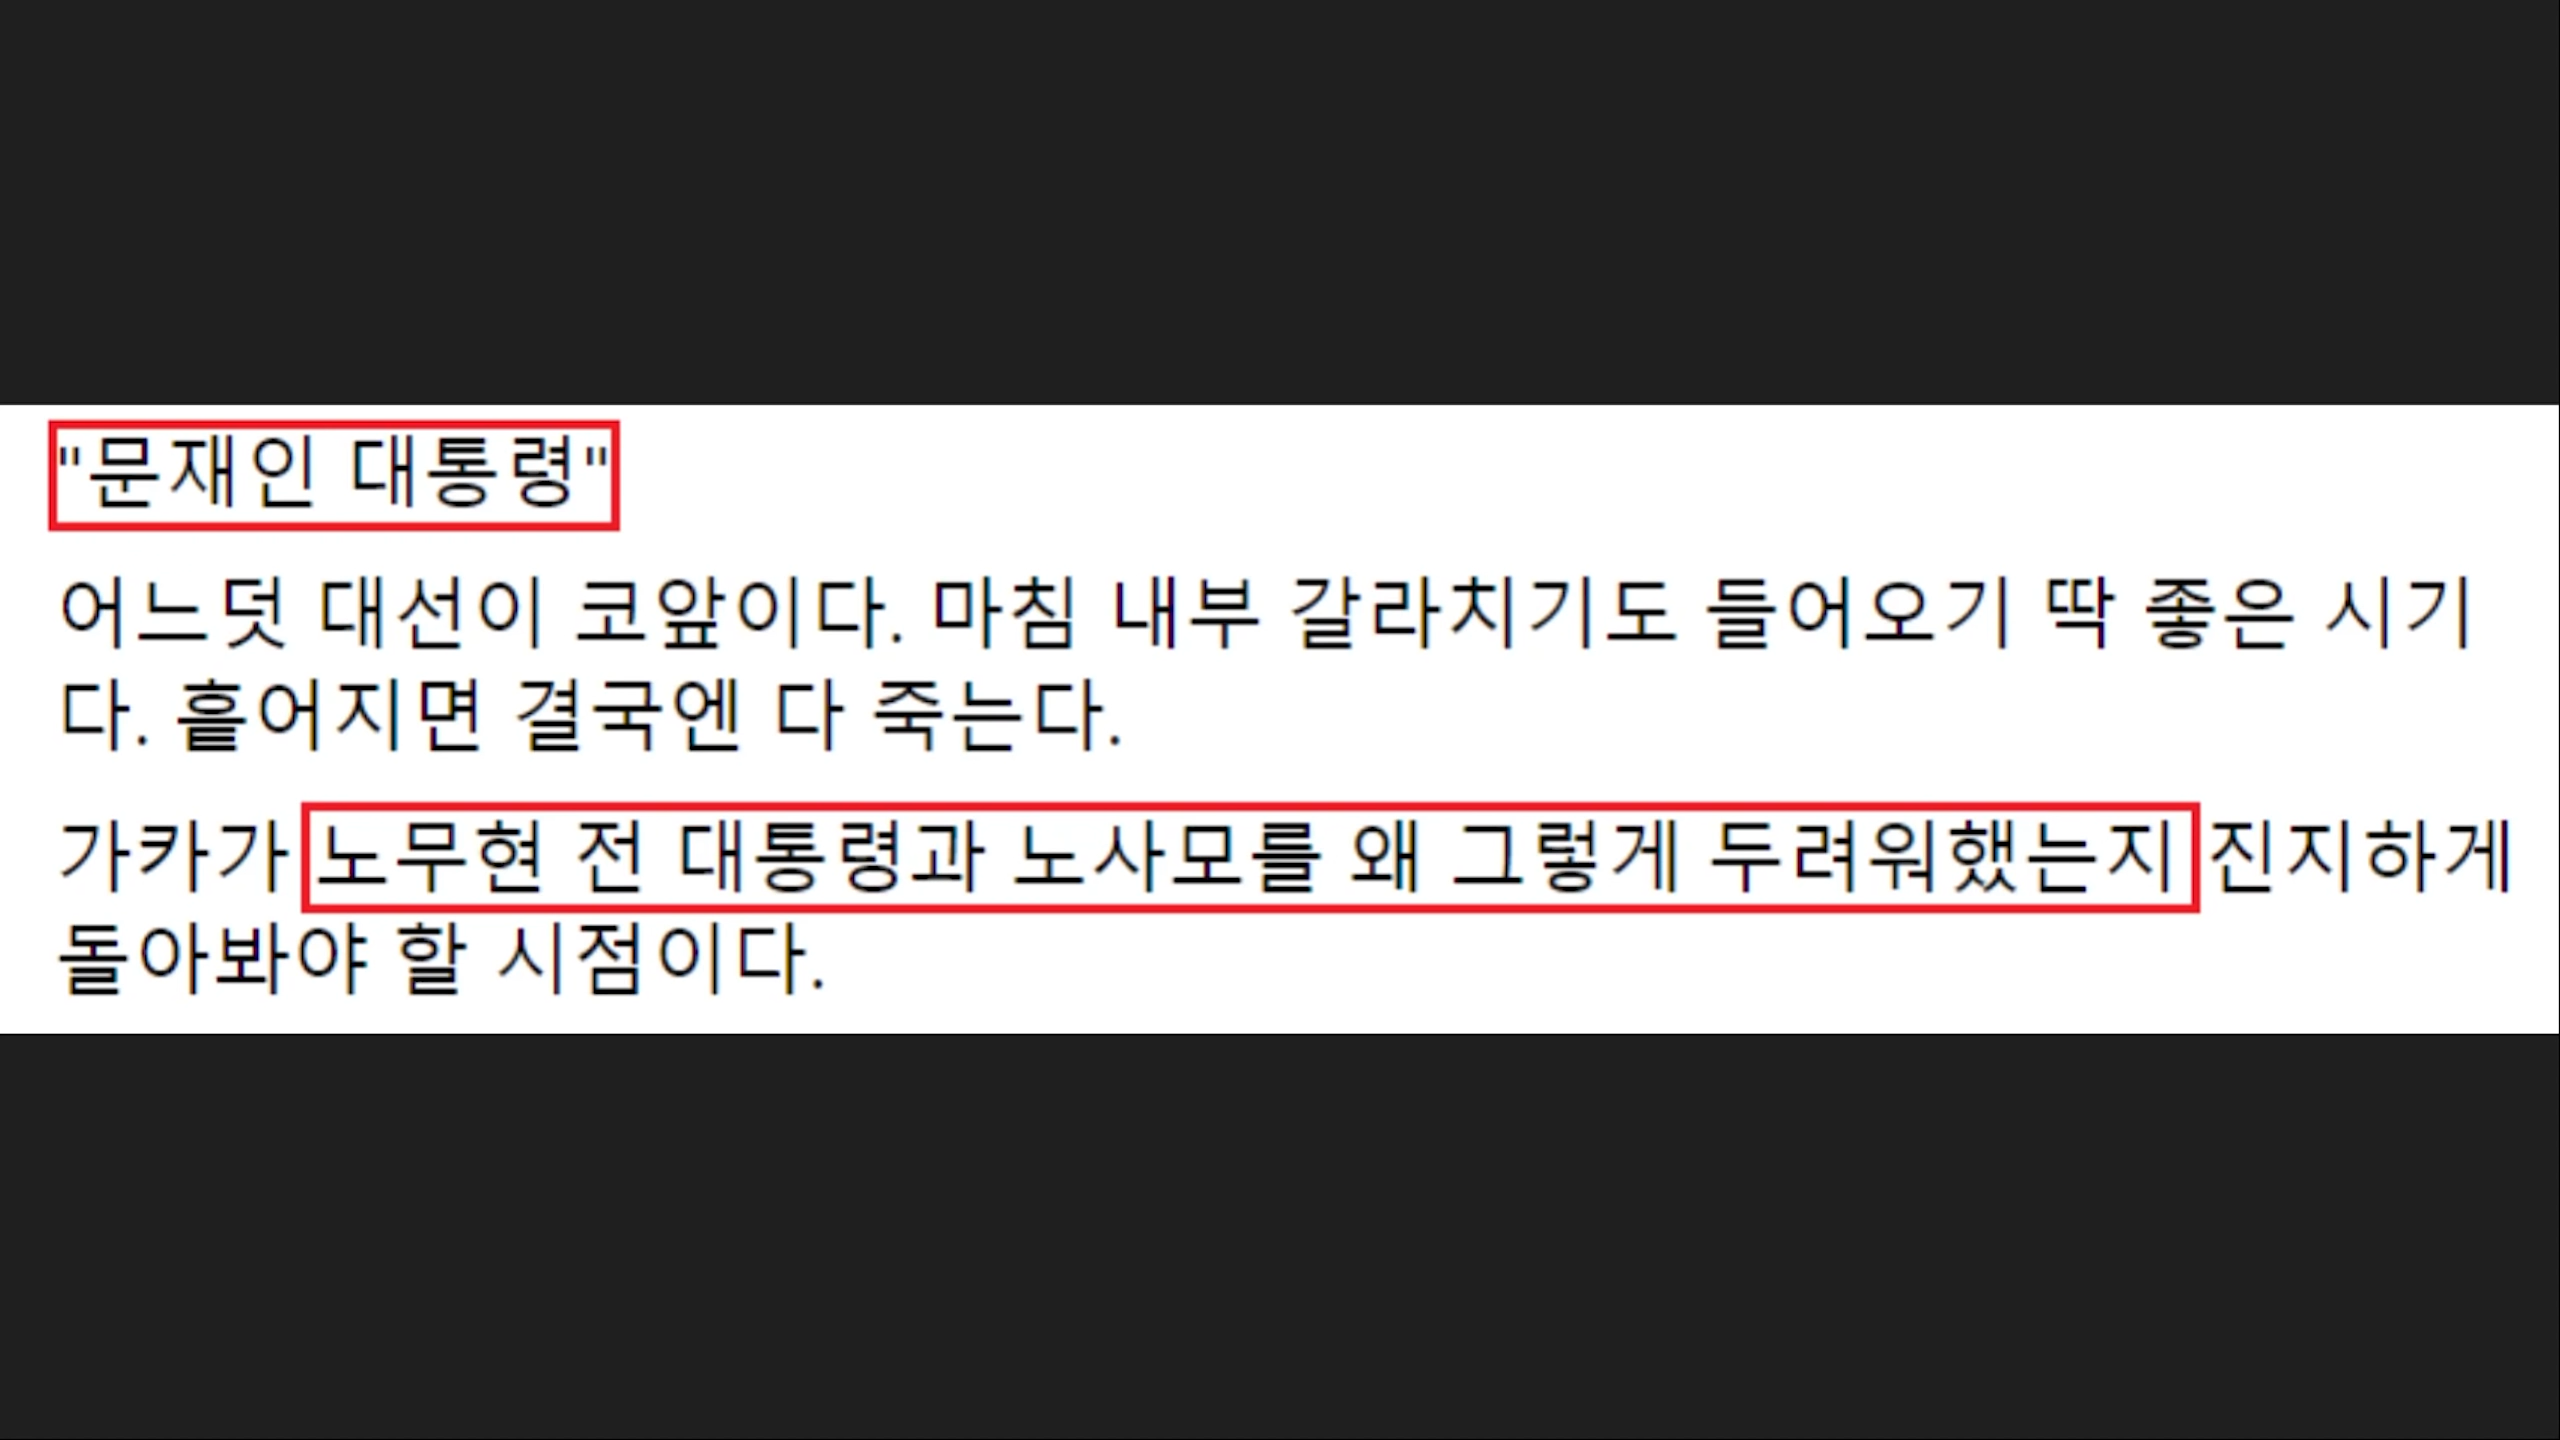 "문재인 대통령"
어느덧 대선이 코앞이다. 마침 내부 갈라치기도 들어오기 딱 좋은 시기
다. 흩어지면 결국엔 다 죽는다.
가카가 노무현 전 대통령과 노사모를 왜 그렇게 두려워했는지 진지하게
돌아봐야 할 시점이다.